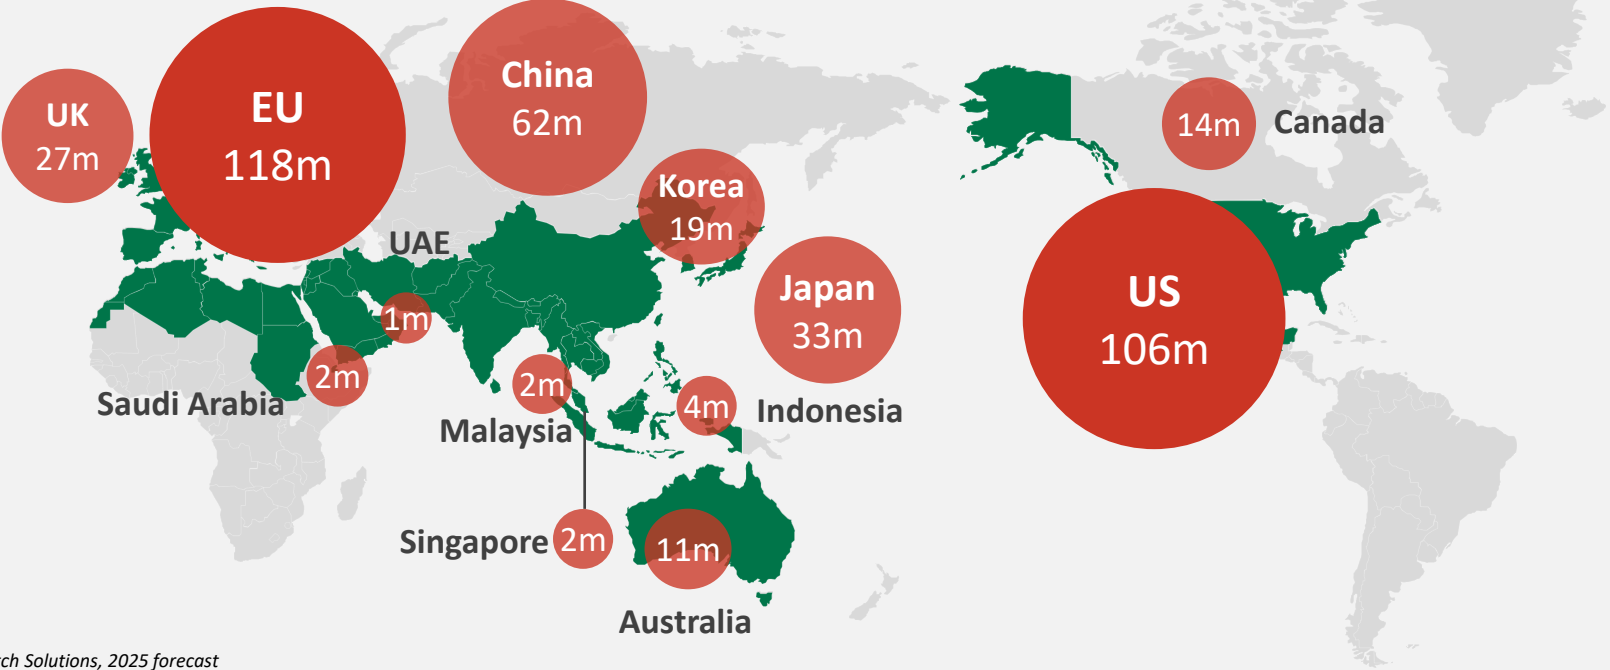 UK
27m
EU
118m
China
62m
Korea
19m
Japan
33m
UAE
1m
2m
Saudi Arabia
2m
Malaysia
4m
Indonesia
Singapore
2m
11m
Australia
14m
Canada
US
106m
Solutions, 2025 forecast